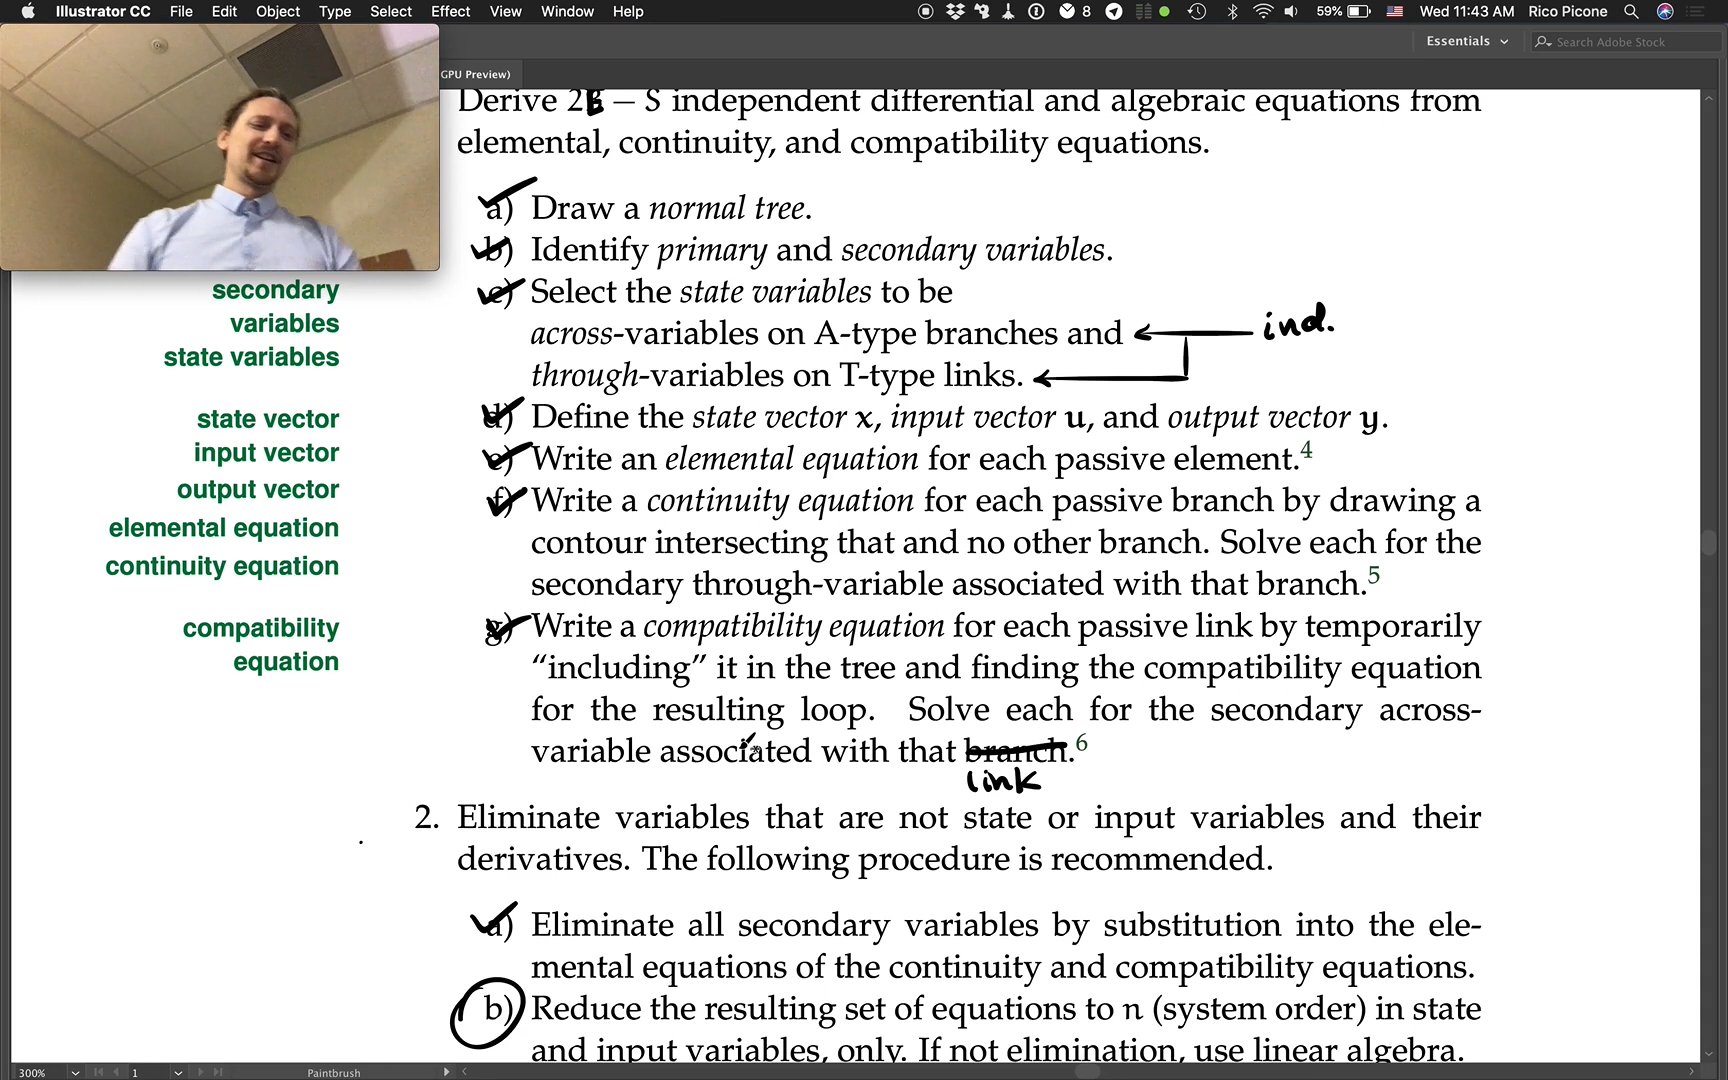 Illustrator CC File Edit Object Type Select Effect View Window Help 8 59% Wed 11:43 AM Rico Picone
Essentials Search Adobe Stock
GPU Preview)
Derive 2B – S independent differential and algebraic equations from
elemental, continuity, and compatibility equations.
a) Draw a normal tree.
b) Identify primary and secondary variables.
secondary
variables
state variables
c) Select the state variables to be
across-variables on A-type branches and
ind.
through-variables on T-type links.
state vector
input vector
output vector
d) Define the state vector x, input vector u, and output vector y.
e) Write an elemental equation for each passive element.4
elemental equation
continuity equation
f) Write a continuity equation for each passive branch by drawing a
contour intersecting that and no other branch. Solve each for the
secondary through-variable associated with that branch.5
compatibility
equation
g) Write a compatibility equation for each passive link by temporarily
“including” it in the tree and finding the compatibility equation
for the resulting loop. Solve each for the secondary across-
variable associated with that branch.6
link
2. Eliminate variables that are not state or input variables and their
derivatives. The following procedure is recommended.
a) Eliminate all secondary variables by substitution into the ele-
mental equations of the continuity and compatibility equations.
b) Reduce the resulting set of equations to n (system order) in state
and input variables, only. If not elimination, use linear algebra.
300% 1 Paintbrush